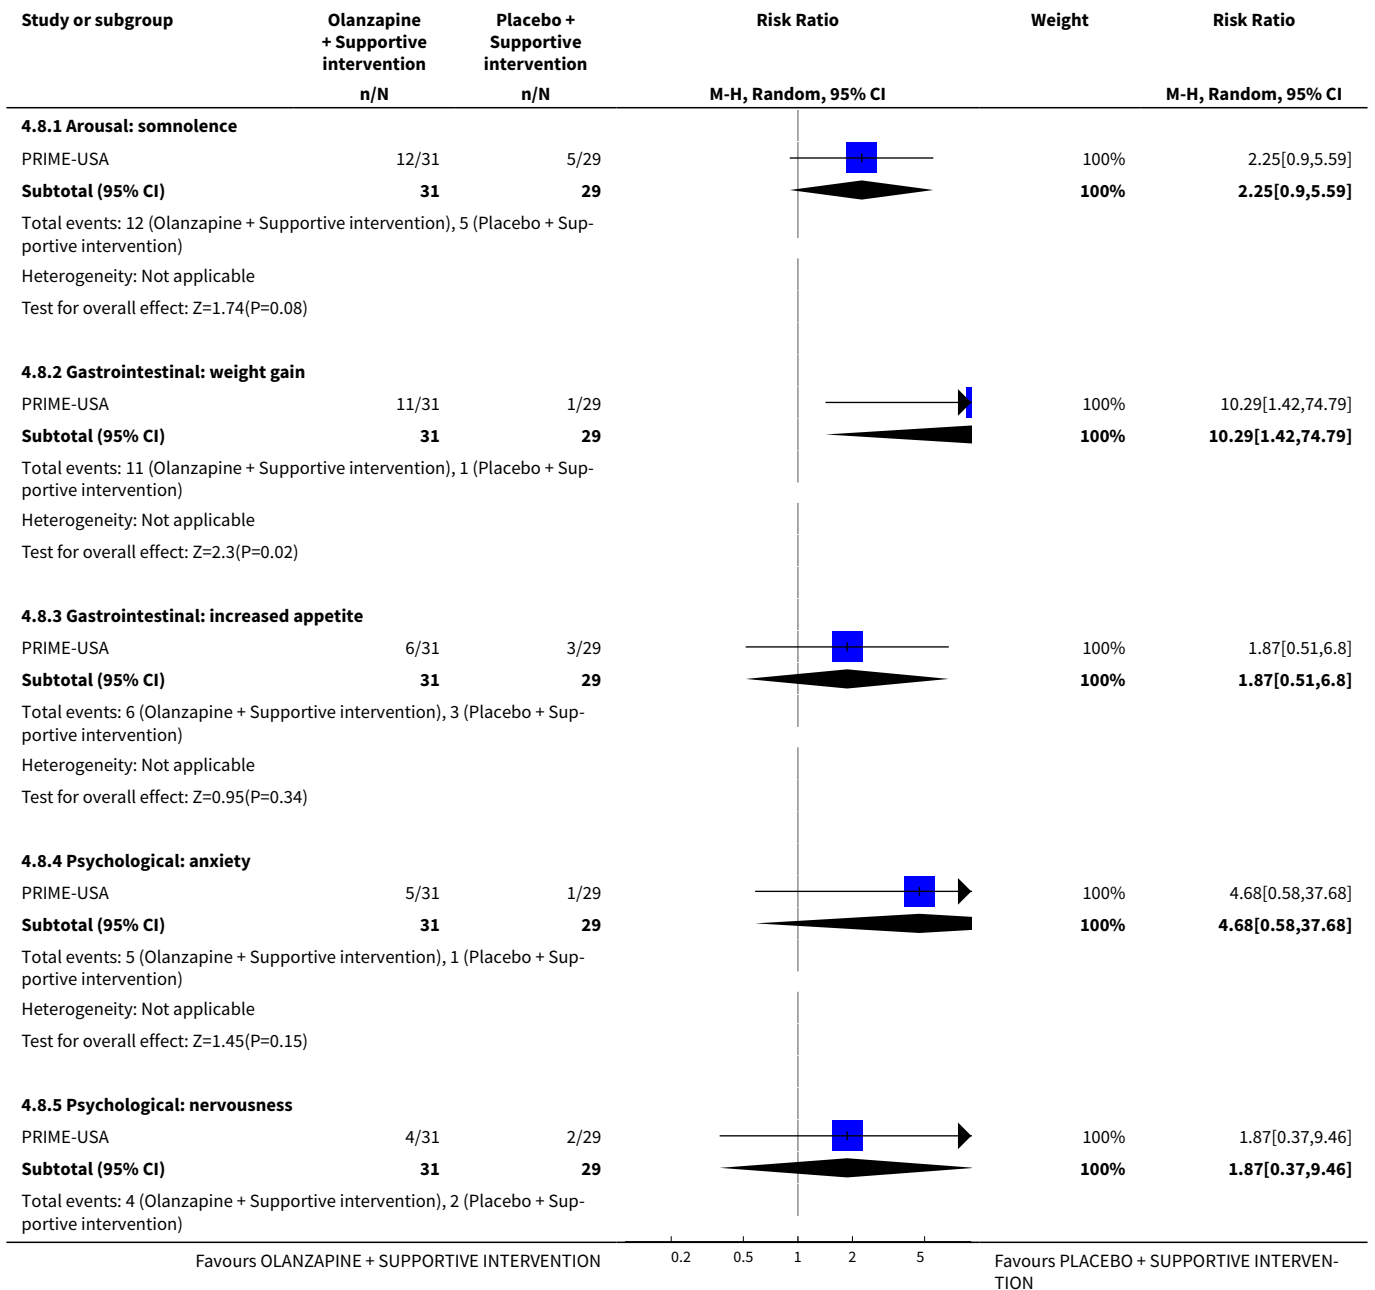 Study or subgroup Olanzapine + Supportive intervention Placebo + Supportive intervention Risk Ratio Weight Risk Ratio
n/N n/N M-H, Random, 95% CI M-H, Random, 95% CI
4.8.1 Arousal: somnolence
PRIME-USA 12/31 5/29 100% 2.25[0.9,5.59]
Subtotal (95% CI) 31 29 100% 2.25[0.9,5.59]
Total events: 12 (Olanzapine + Supportive intervention), 5 (Placebo + Sup-
portive intervention)
Heterogeneity: Not applicable
Test for overall effect: Z=1.74(P=0.08)
4.8.2 Gastrointestinal: weight gain
PRIME-USA 11/31 1/29 100% 10.29[1.42,74.79]
Subtotal (95% CI) 31 29 100% 10.29[1.42,74.79]
Total events: 11 (Olanzapine + Supportive intervention), 1 (Placebo + Sup-
portive intervention)
Heterogeneity: Not applicable
Test for overall effect: Z=2.3(P=0.02)
4.8.3 Gastrointestinal: increased appetite
PRIME-USA 6/31 3/29 100% 1.87[0.51,6.8]
Subtotal (95% CI) 31 29 100% 1.87[0.51,6.8]
Total events: 6 (Olanzapine + Supportive intervention), 3 (Placebo + Sup-
portive intervention)
Heterogeneity: Not applicable
Test for overall effect: Z=0.95(P=0.34)
4.8.4 Psychological: anxiety
PRIME-USA 5/31 1/29 100% 4.68[0.58,37.68]
Subtotal (95% CI) 31 29 100% 4.68[0.58,37.68]
Total events: 5 (Olanzapine + Supportive intervention), 1 (Placebo + Sup-
portive intervention)
Heterogeneity: Not applicable
Test for overall effect: Z=1.45(P=0.15)
4.8.5 Psychological: nervousness
PRIME-USA 4/31 2/29 100% 1.87[0.37,9.46]
Subtotal (95% CI) 31 29 100% 1.87[0.37,9.46]
Total events: 4 (Olanzapine + Supportive intervention), 2 (Placebo + Sup-
portive intervention)
Favours OLANZAPINE + SUPPORTIVE INTERVENTION 0.2 0.5 1 2 5 Favours PLACEBO + SUPPORTIVE INTERVEN-
TION